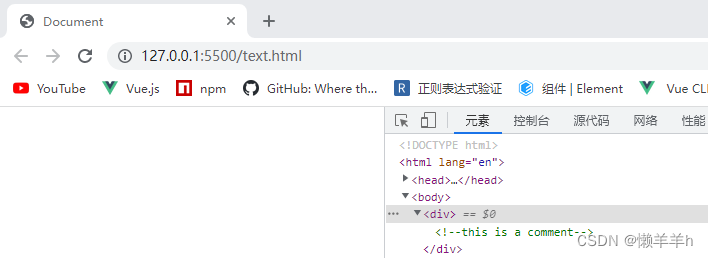 Document
127.0.0.1:5500/text.html
YouTube Vue.js npm GitHub: Where th... R 正则表达式验证 组件 | Element Vue CLI
元素 控制台 源代码 网络 性能
<!DOCTYPE html>
<html lang="en">
<head>…</head>
<body>
<div> == $0
<!--this is a comment-->
</div>
CSDN @懒羊羊h